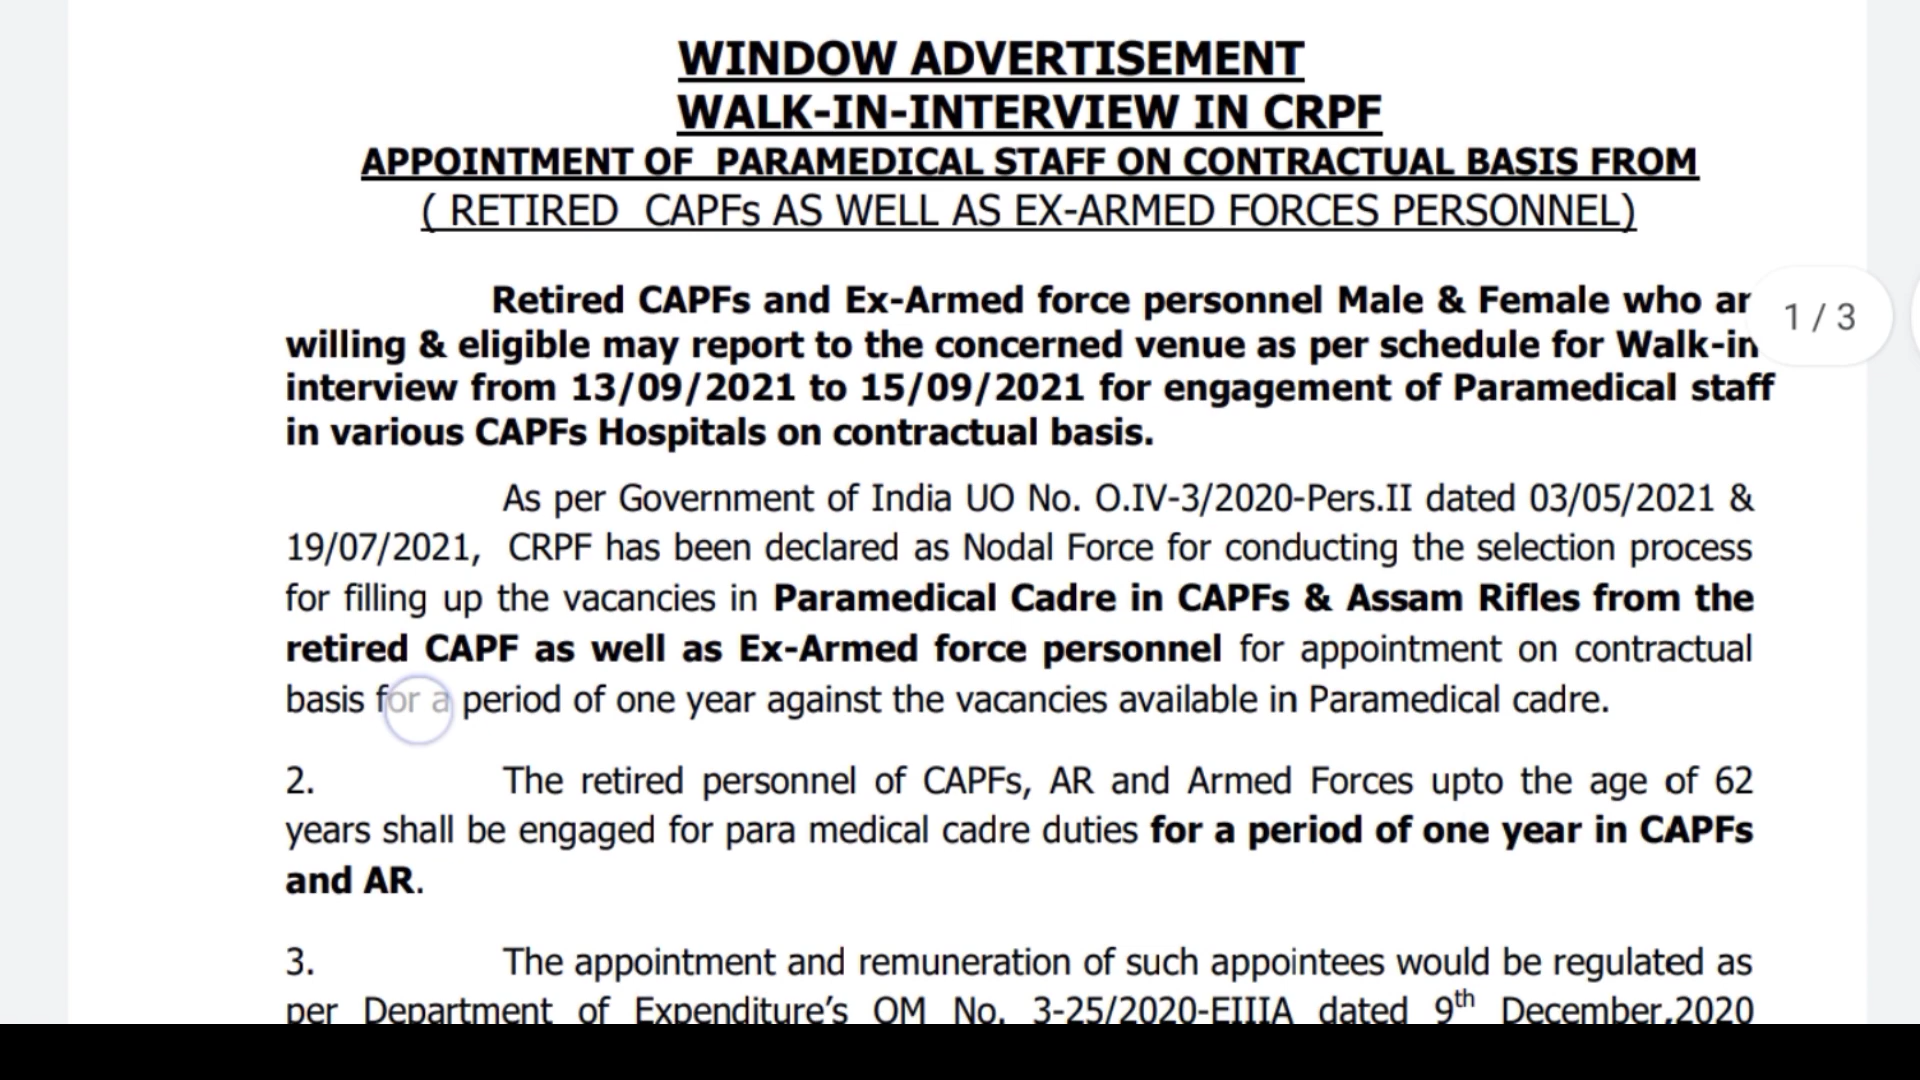 WINDOW ADVERTISEMENT
WALK-IN-INTERVIEW IN CRPF
APPOINTMENT OF PARAMEDICAL STAFF ON CONTRACTUAL BASIS FROM
( RETIRED CAPFs AS WELL AS EX-ARMED FORCES PERSONNEL)
Retired CAPFs and Ex-Armed force personnel Male & Female who
1 / 3
willing & eligible may report to the concerned venue as per schedule for Walk-in
interview from 13/09/2021 to 15/09/2021 for engagement of Paramedical staff
in various CAPFs Hospitals on contractual basis.
As per Government of India UO No. O.IV-3/2020-Pers.II dated 03/05/2021 &
19/07/2021, CRPF has been declared as Nodal Force for conducting the selection process
for filling up the vacancies in Paramedical Cadre in CAPFs & Assam Rifles from the
retired CAPF as well as Ex-Armed force personnel for appointment on contractual
basis for a period of one year against the vacancies available in Paramedical cadre.
2. The retired personnel of CAPFs, AR and Armed Forces upto the age of 62
years shall be engaged for para medical cadre duties for a period of one year in CAPFs
and AR.
3. The appointment and remuneration of such appointees would be regulated as
per Department of Expenditure's OM No. 3-25/2020-EIIIA dated 9th December,2020